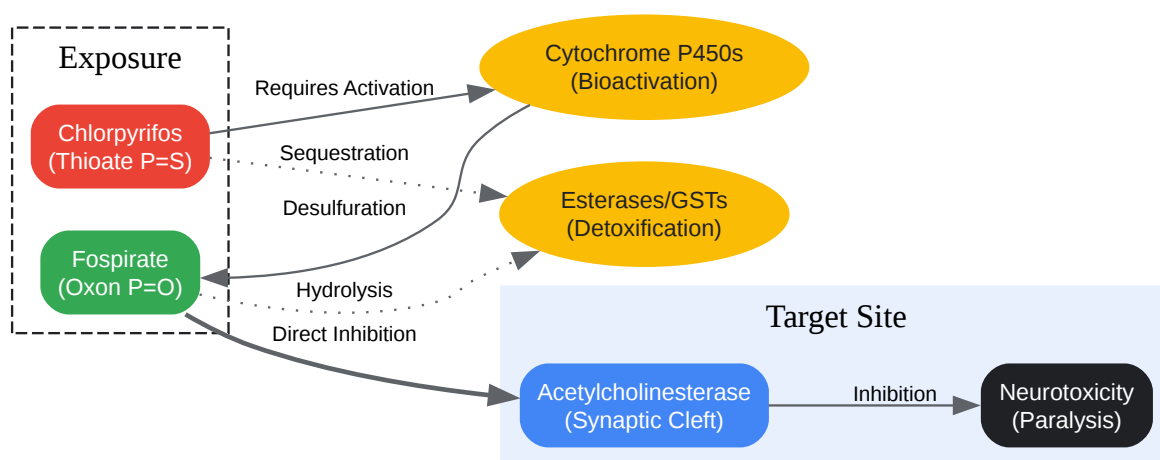 Exposure
Chlorpyrifos
(Thioate P=S)
Fospirate
(Oxon P=O)
Requires Activation
Sequestration
Desulfuration
Hydrolysis
Direct Inhibition
Cytochrome P450s
(Bioactivation)
Esterases/GSTs
(Detoxification)
Target Site
Acetylcholinesterase
(Synaptic Cleft)
Inhibition
Neurotoxicity
(Paralysis)